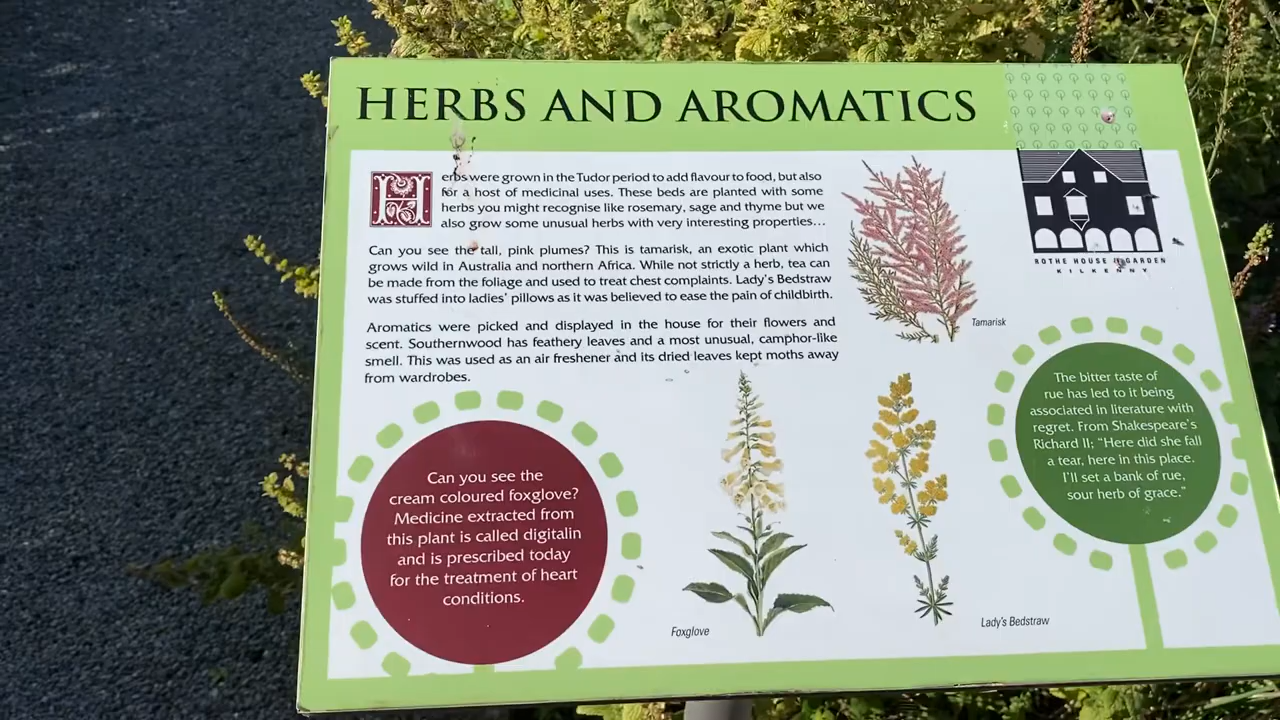 HERBS AND AROMATICS
Herbs were grown in the Tudor period to add flavour to food, but also
for a host of medicinal uses. These beds are planted with some
herbs you might recognise like rosemary, sage and thyme but we
also grow some unusual herbs with very interesting properties...
Can you see the tall, pink plumes? This is tamarisk, an exotic plant which
grows wild in Australia and northern Africa. While not strictly a herb, tea can
be made from the foliage and used to treat chest complaints. Lady's Bedstraw
was stuffed into ladies' pillows as it was believed to ease the pain of childbirth.
Aromatics were picked and displayed in the house for their flowers and
scent. Southernwood has feathery leaves and a most unusual, camphor-like
smell. This was used as an air freshener and its dried leaves kept moths away
from wardrobes.
Tamarisk
ROTHE HOUSE & GARDEN
KILKENNY
Can you see the
cream coloured foxglove?
Medicine extracted from
this plant is called digitalin
and is prescribed today
for the treatment of heart
conditions.
Foxglove
Lady's Bedstraw
The bitter taste of
rue has led to it being
associated in literature with
regret. From Shakespeare's
Richard II; "Here did she fall
a tear, here in this place.
I'll set a bank of rue,
sour herb of grace."